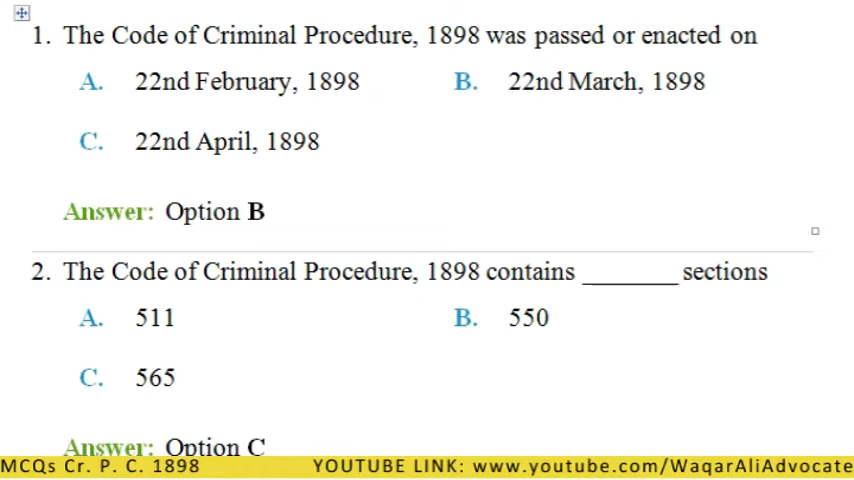 1. The Code of Criminal Procedure, 1898 was passed or enacted on
A. 22nd February, 1898 B. 22nd March, 1898
C. 22nd April, 1898
Answer: Option B
2. The Code of Criminal Procedure, 1898 contains _______ sections
A. 511 B. 550
C. 565
Answer: Option C
MCQs Cr. P. C. 1898 YOUTUBE LINK: www.youtube.com/WaqarAliAdvocate